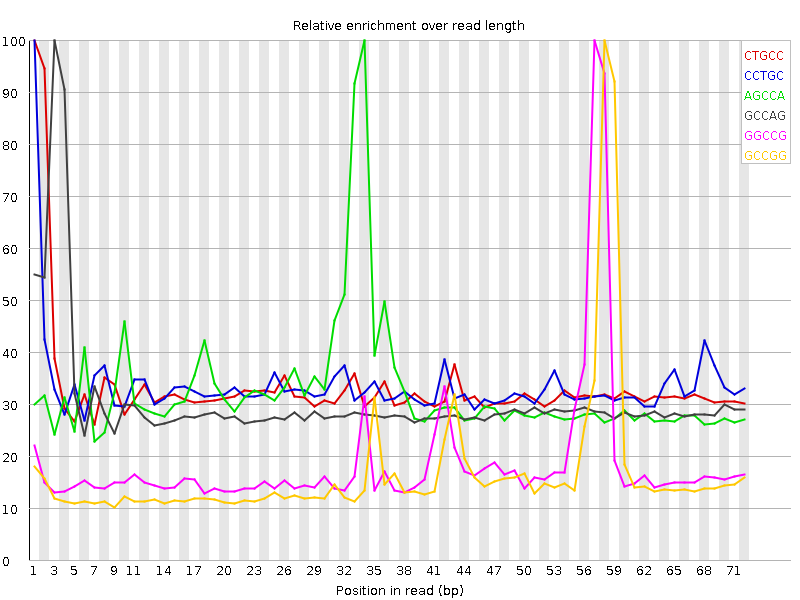 Relative enrichment over read length
100
90
80
70
60
50
40
30
20
10
0
CTGCC
CCTGC
AGCCA
GCCAG
GGCCG
GCCGG
1 3 5 7 9 11 14 17 20 23 26 29 32 35 38 41 44 47 50 53 56 59 62 65 68 71
Position in read (bp)